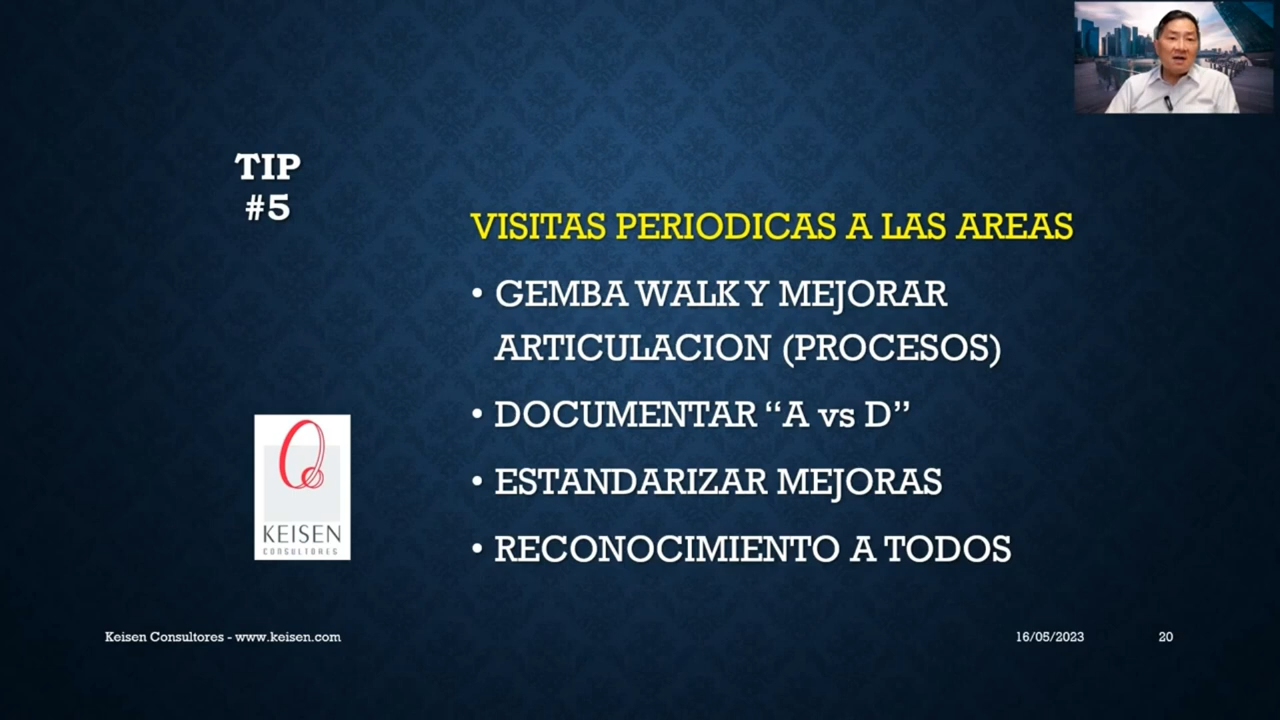 TIP
#5
VISITAS PERIODICAS A LAS AREAS
• GEMBA WALK Y MEJORAR
ARTICULACION (PROCESOS)
• DOCUMENTAR “A vs D”
• ESTANDARIZAR MEJORAS
• RECONOCIMIENTO A TODOS
KEISEN
CONSULTORES
Keisen Consultores - www.keisen.com
16/05/2023
20